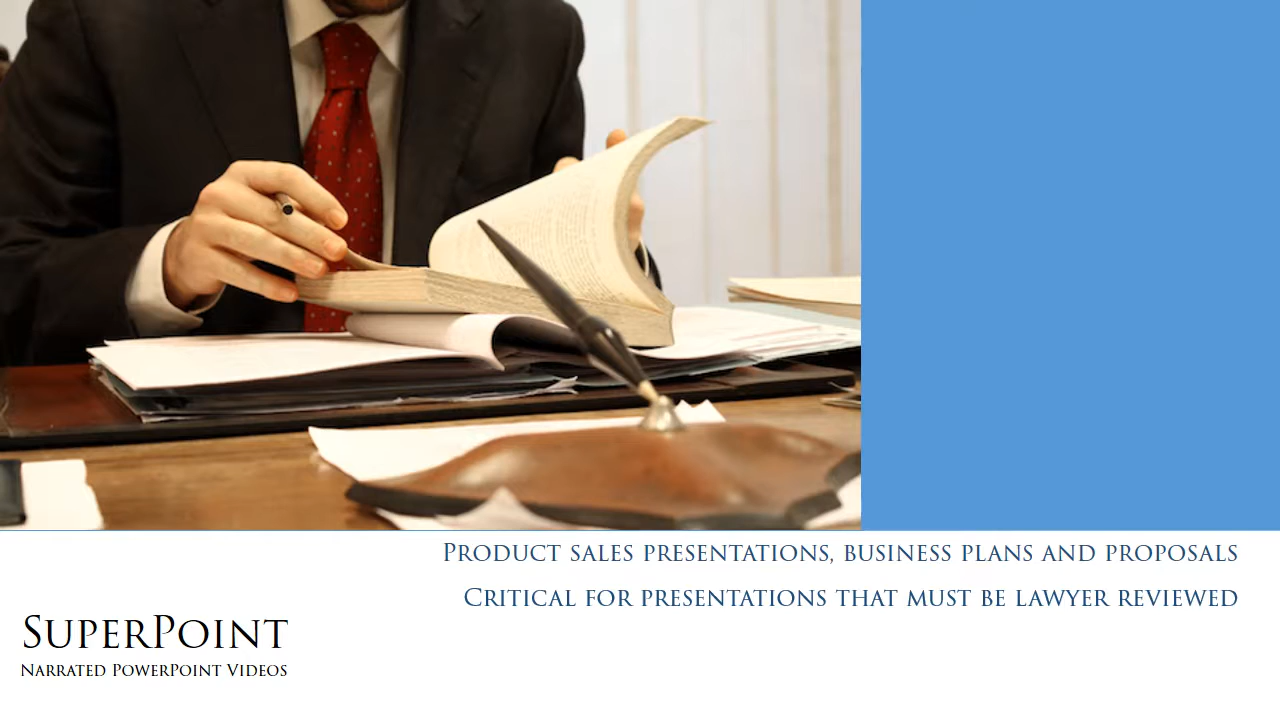 Product sales presentations, business plans and proposals
Critical for presentations that must be lawyer reviewed
SuperPoint
Narrated PowerPoint Videos